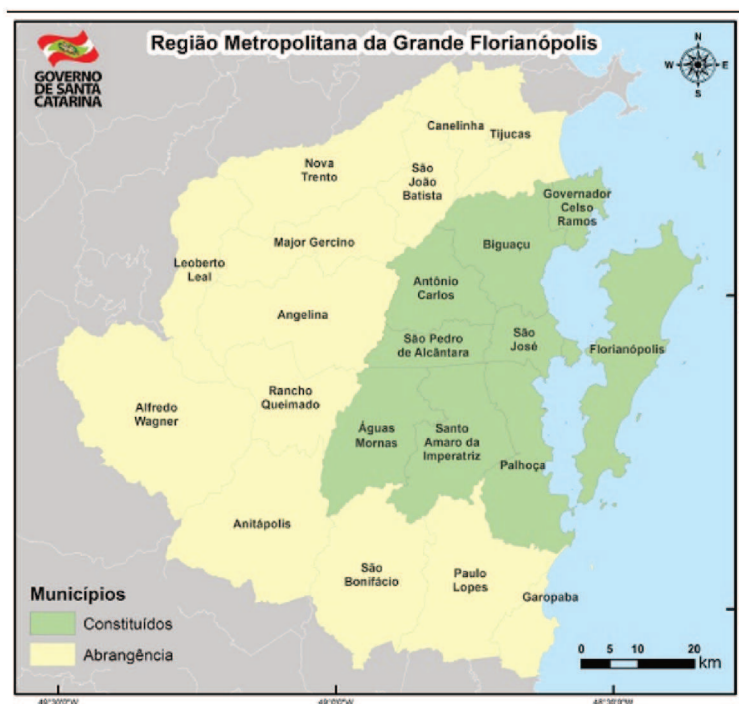 Região Metropolitana da Grande Florianópolis
GOVERNO
DE SANTA
CATARINA
N
W
E
S
Canelinha
Tijucas
Nova
Trento
São
João
Batista
Governador
Celso
Ramos
Major Gercino
Biguaçu
Leoberto
Leal
Antônio
Carlos
Angelina
São Pedro
de Alcântara
São
José
Florianópolis
Rancho
Queimado
Alfredo
Wagner
Águas
Mornas
Santo
Amaro da
Imperatriz
Palhoça
Anitápolis
São
Bonifácio
Paulo
Lopes
Garopaba
Municípios
Constituídos
Abrangência
0 5 10 20
km